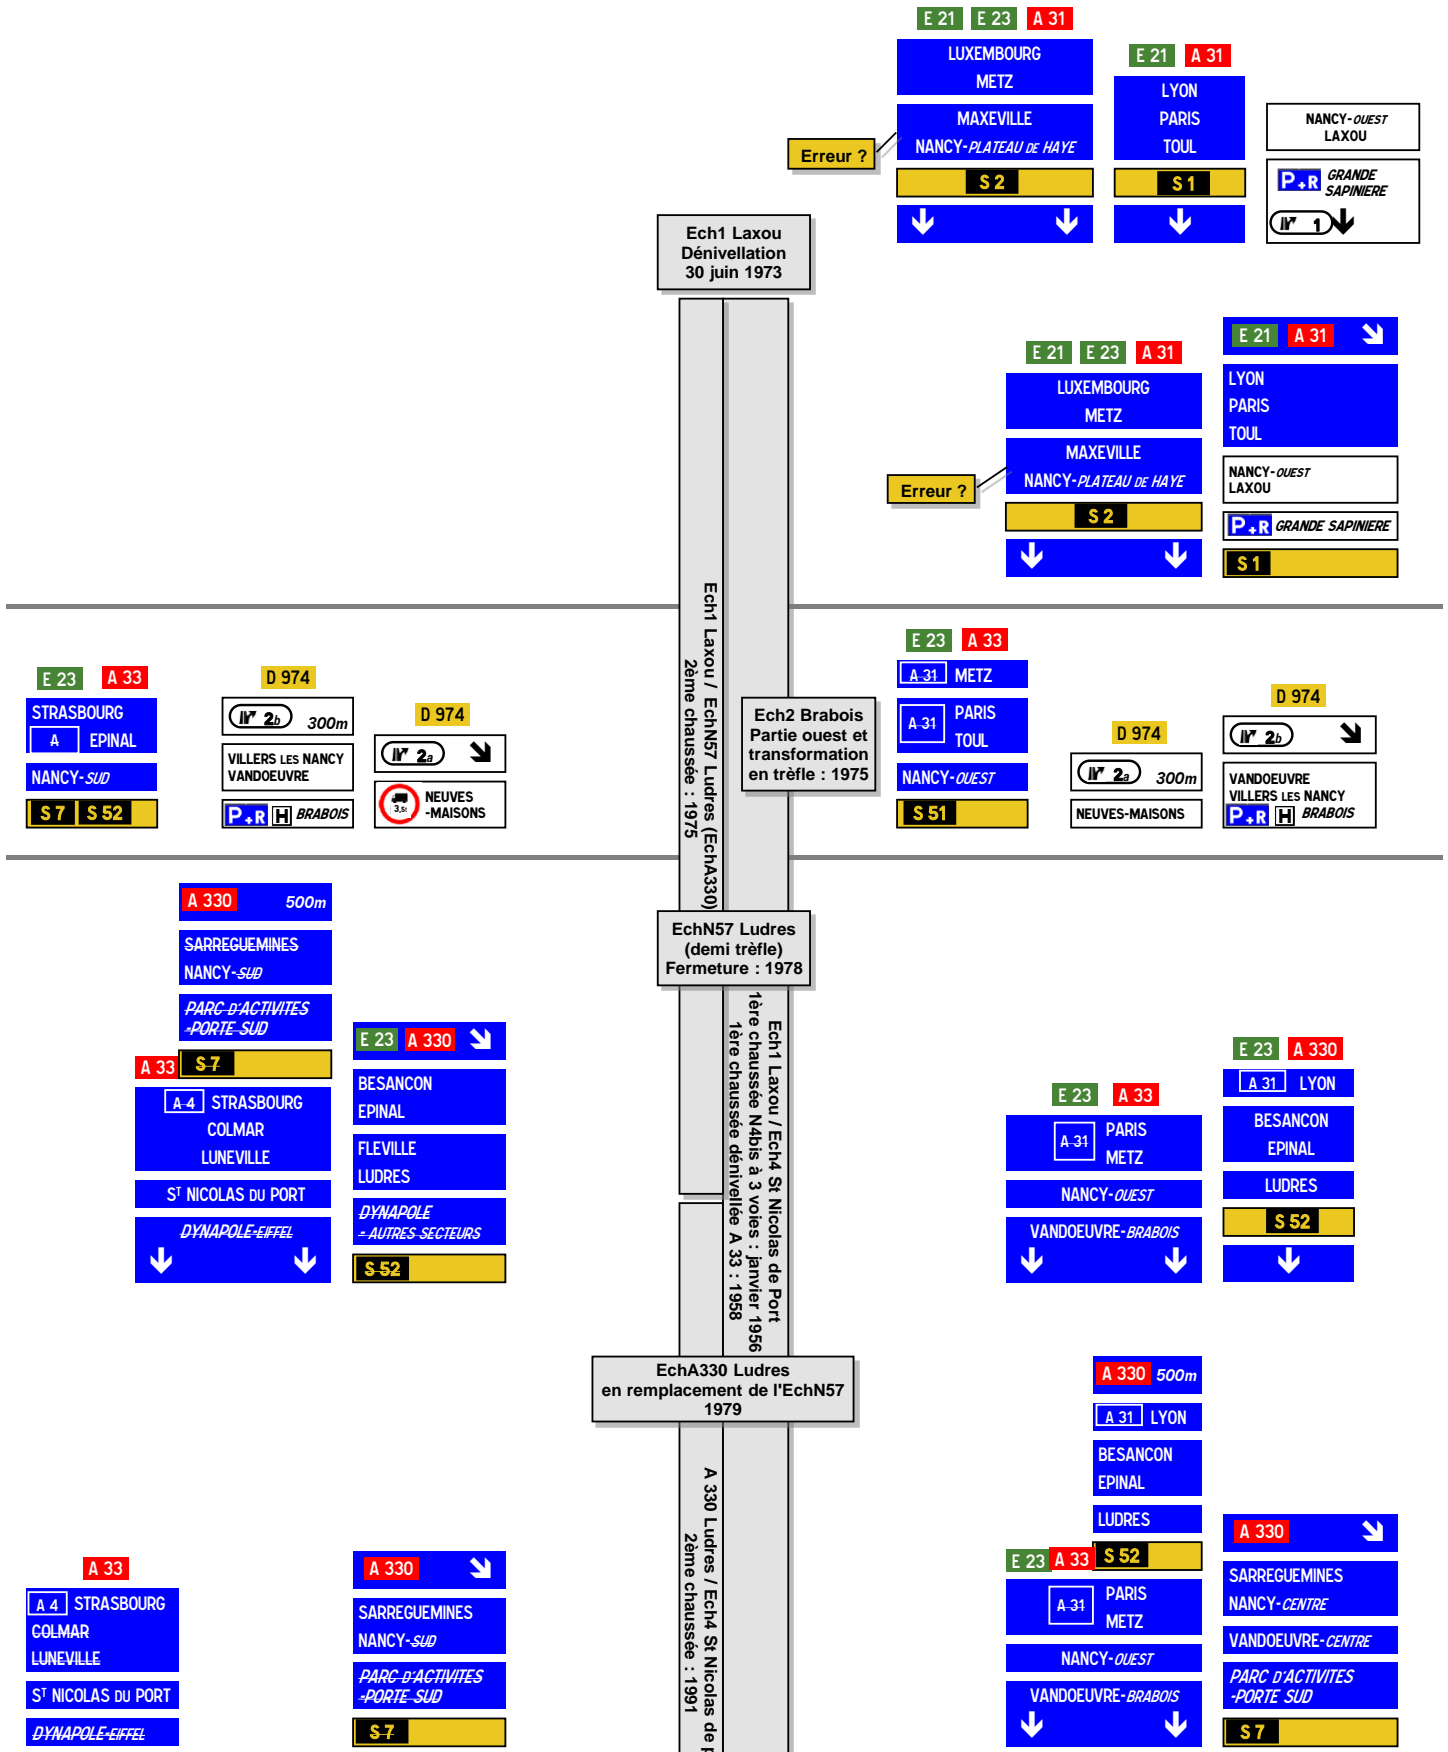 E 21 E 23 A 31
LUXEMBOURG
METZ
MAXEVILLE
NANCY-PLATEAU DE HAYE
S 2
Erreur ?
E 21 A 31
LYON
PARIS
TOUL
S 1
NANCY-OUEST
LAXOU
P+R GRANDE
SAPINIERE
1
Ech1 Laxou
Dénivellation
30 juin 1973
E 21 E 23 A 31
LUXEMBOURG
METZ
MAXEVILLE
NANCY-PLATEAU DE HAYE
S 2
Erreur ?
E 21 A 31
LYON
PARIS
TOUL
NANCY-OUEST
LAXOU
P+R GRANDE SAPINIERE
S 1
Ech1 Laxou / EchN57 Ludres (EchA330)
2ème chaussée : 1975
E 23 A 33
STRASBOURG
A EPINAL
NANCY-SUD
S 7 S 52
D 974
2b 300m
VILLERS LES NANCY
VANDOEUVRE
P+R H BRABOIS
D 974
2a
3,5t NEUVES
-MAISONS
Ech2 Brabois
Partie ouest et
transformation
en trèfle : 1975
E 23 A 33
A 31 METZ
A 31 PARIS
TOUL
NANCY-OUEST
S 51
D 974
2a 300m
NEUVES-MAISONS
D 974
2b
VANDOEUVRE
VILLERS LES NANCY
P+R H BRABOIS
A 330 500m
SARREGUEMINES
NANCY-SUD
PARC D'ACTIVITES
-PORTE SUD
S 7
A 33
A 4 STRASBOURG
COLMAR
LUNEVILLE
ST NICOLAS DU PORT
DYNAPOLE-EIFFEL
E 23 A 330
BESANCON
EPINAL
FLEVILLE
LUDRES
DYNAPOLE
- AUTRES SECTEURS
S 52
EchN57 Ludres
(demi trèfle)
Fermeture : 1978
Ech1 Laxou / Ech4 St Nicolas de Port
1ère chaussée N4bis à 3 voies : janvier 1956
1ère chaussée dénivellée A 33 : 1958
E 23 A 33
A 31 PARIS
METZ
NANCY-OUEST
VANDOEUVRE-BRABOIS
E 23 A 330
A 31 LYON
BESANCON
EPINAL
LUDRES
S 52
EchA330 Ludres
en remplacement de l'EchN57
1979
A 330 500m
A 31 LYON
BESANCON
EPINAL
LUDRES
S 52
E 23 A 33
A 31 PARIS
METZ
NANCY-OUEST
VANDOEUVRE-BRABOIS
A 330
SARREGUEMINES
NANCY-CENTRE
VANDOEUVRE-CENTRE
PARC D'ACTIVITES
-PORTE SUD
S 7
A 33
A 4 STRASBOURG
COLMAR
LUNEVILLE
ST NICOLAS DU PORT
DYNAPOLE-EIFFEL
A 330
SARREGUEMINES
NANCY-SUD
PARC D'ACTIVITES
-PORTE SUD
S 7
A 330 Ludres / Ech4 St Nicolas de
2ème chaussée : 1991